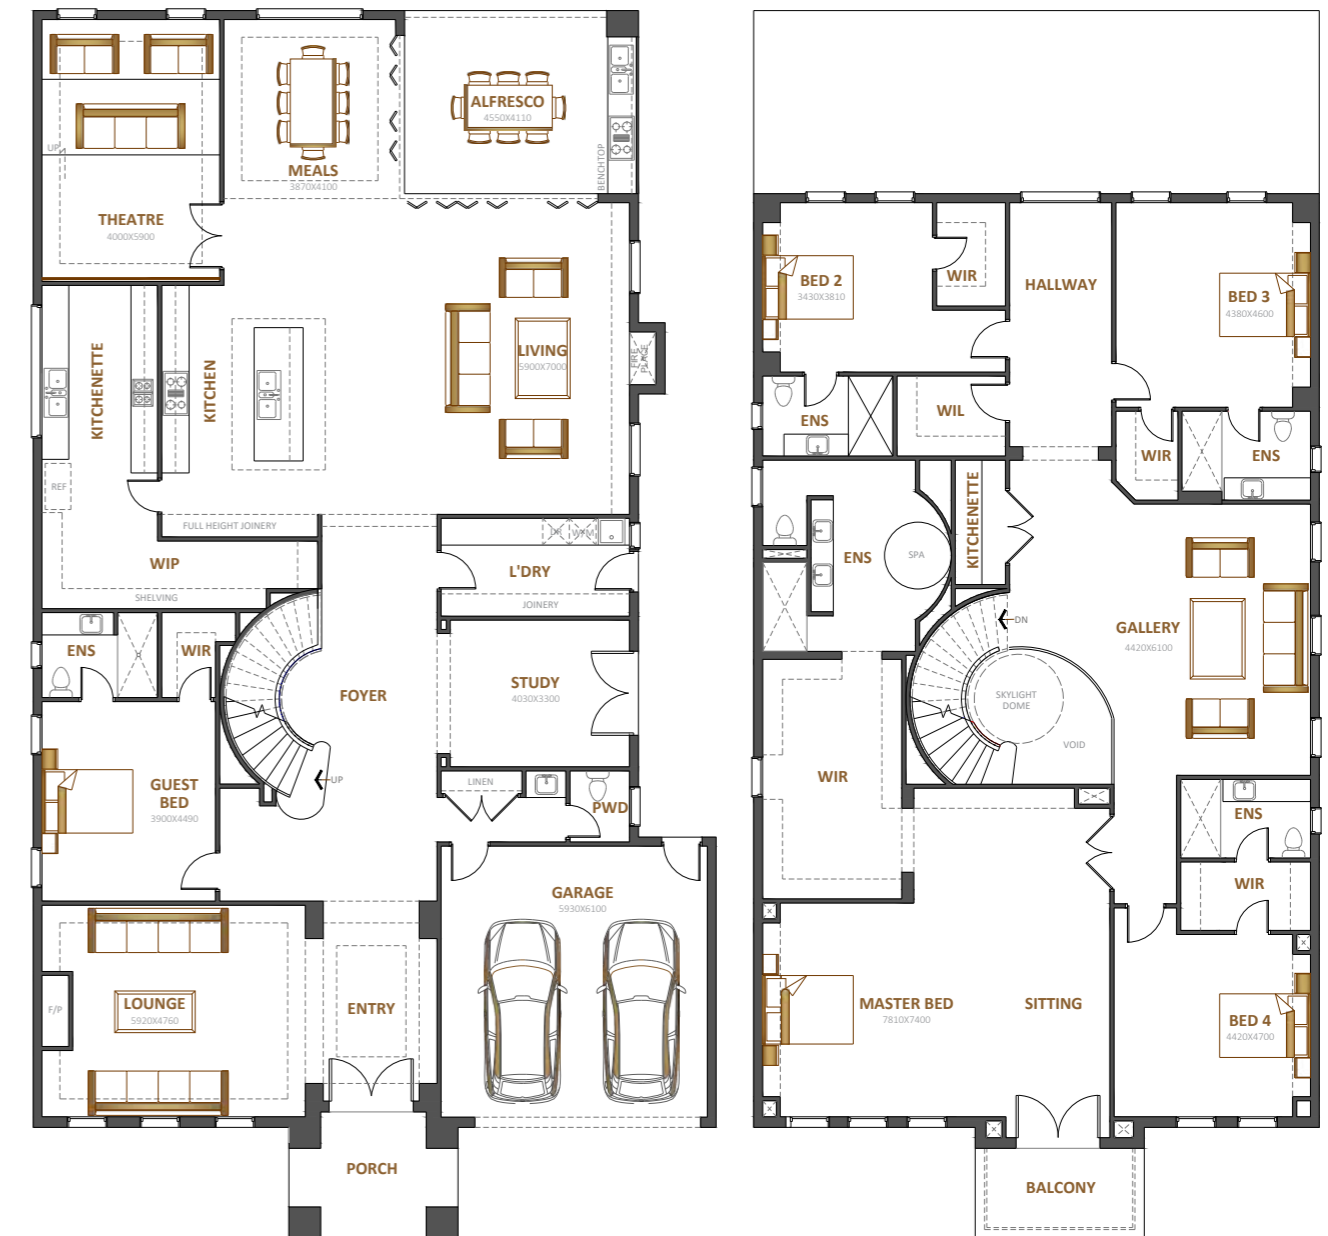 THEATRE
4000X5900
UP
MEALS
3870X4100
ALFRESCO
4550X4110
BENCHTOP
KITCHENETTE
KITCHEN
LIVING
5900X7000
FIRE
PLACE
REF
FULL HEIGHT JOINERY
WIP
SHELVING
DR
W/M
L'DRY
JOINERY
ENS
WIR
FOYER
STUDY
4030X3300
UP
LINEN
PWD
GUEST
BED
3900X4490
GARAGE
5930X6100
LOUNGE
5920X4760
F/P
ENTRY
PORCH
BED 2
3430X3810
WIR
HALLWAY
BED 3
4380X4600
ENS
WIL
WIR
ENS
KITCHENETTE
ENS
SPA
DN
GALLERY
4420X6100
SKYLIGHT
DOME
VOID
WIR
ENS
WIR
MASTER BED
7810X7400
SITTING
BED 4
4420X4700
BALCONY